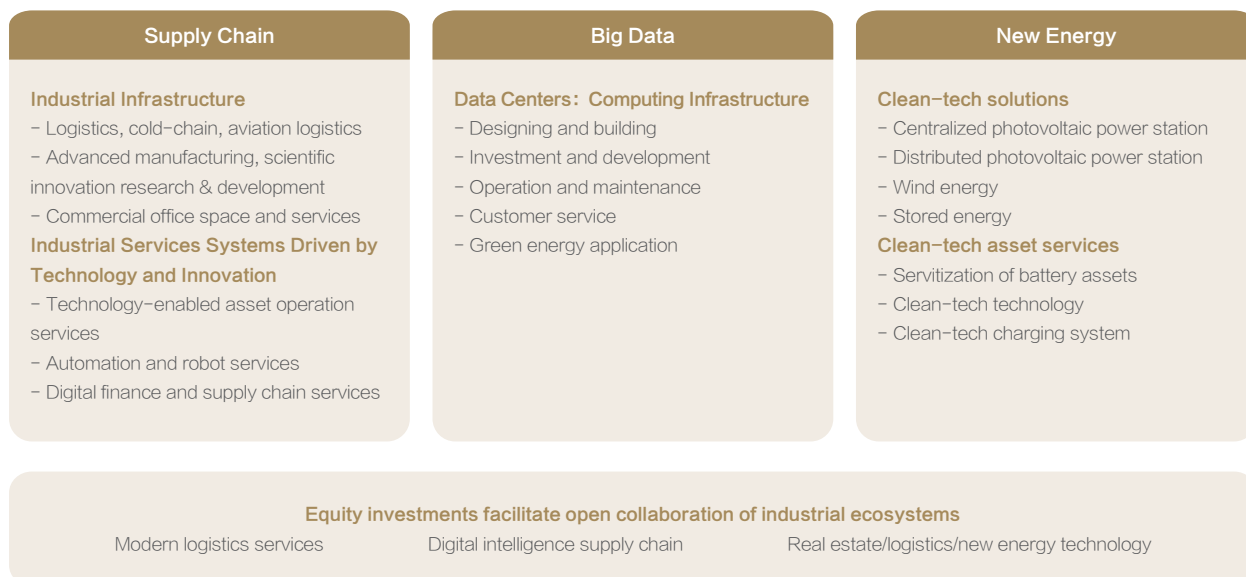 Supply Chain
Industrial Infrastructure
- Logistics, cold-chain, aviation logistics
- Advanced manufacturing, scientific
innovation research & development
- Commercial office space and services
Industrial Services Systems Driven by
Technology and Innovation
- Technology-enabled asset operation
services
- Automation and robot services
- Digital finance and supply chain services
Big Data
Data Centers: Computing Infrastructure
- Designing and building
- Investment and development
- Operation and maintenance
- Customer service
- Green energy application
New Energy
Clean-tech solutions
- Centralized photovoltaic power station
- Distributed photovoltaic power station
- Wind energy
- Stored energy
Clean-tech asset services
- Servitization of battery assets
- Clean-tech technology
- Clean-tech charging system
Equity investments facilitate open collaboration of industrial ecosystems
Modern logistics services Digital intelligence supply chain Real estate/logistics/new energy technology